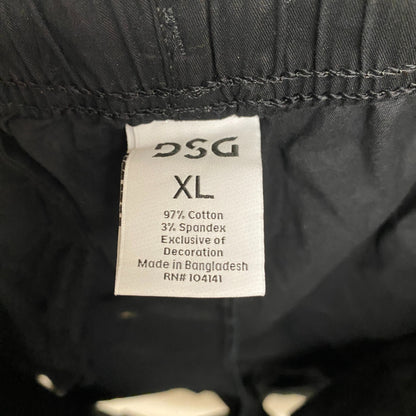 DSG
XL
97% Cotton
3% Spandex
Exclusive of
Decoration
Made in Bangladesh
RN# 104141